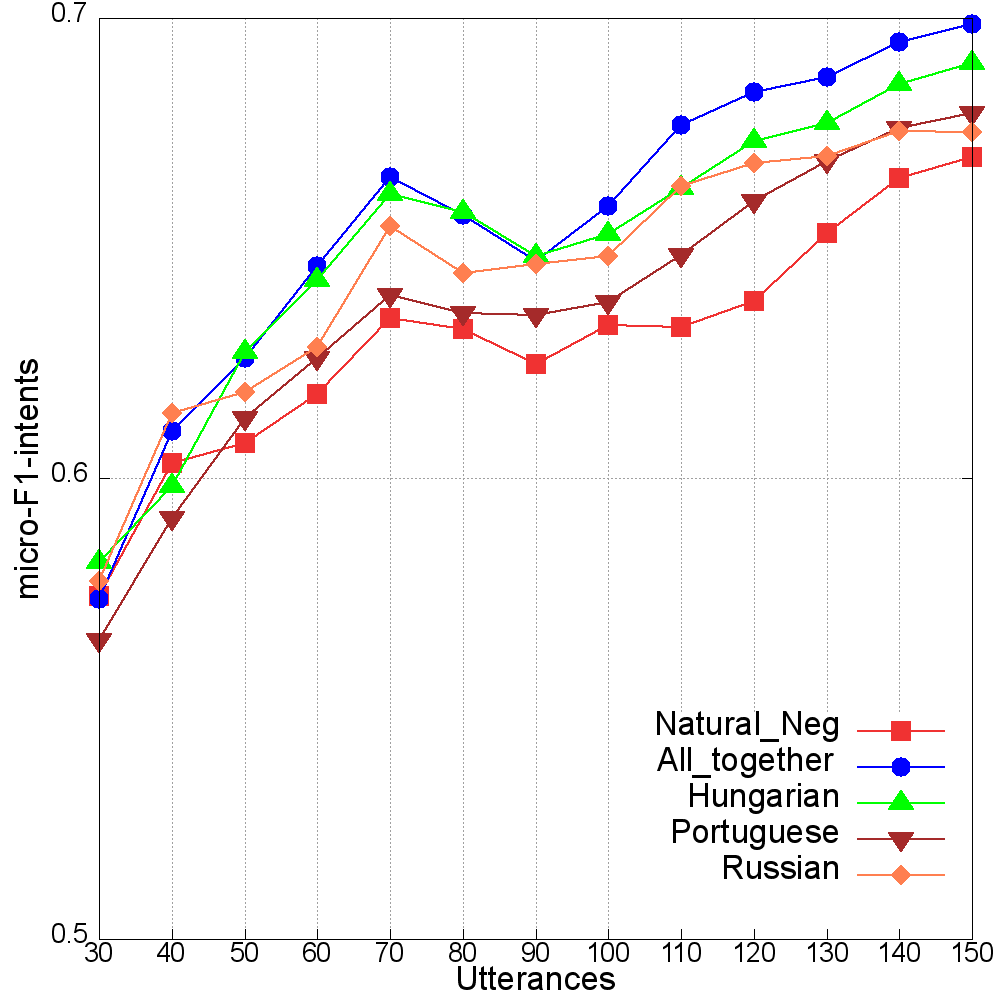 0.7
0.6
0.5
micro-F1-intents
Natural_Neg
All_together
Hungarian
Portuguese
Russian
30 40 50 60 70 80 90 100 110 120 130 140 150
Utterances